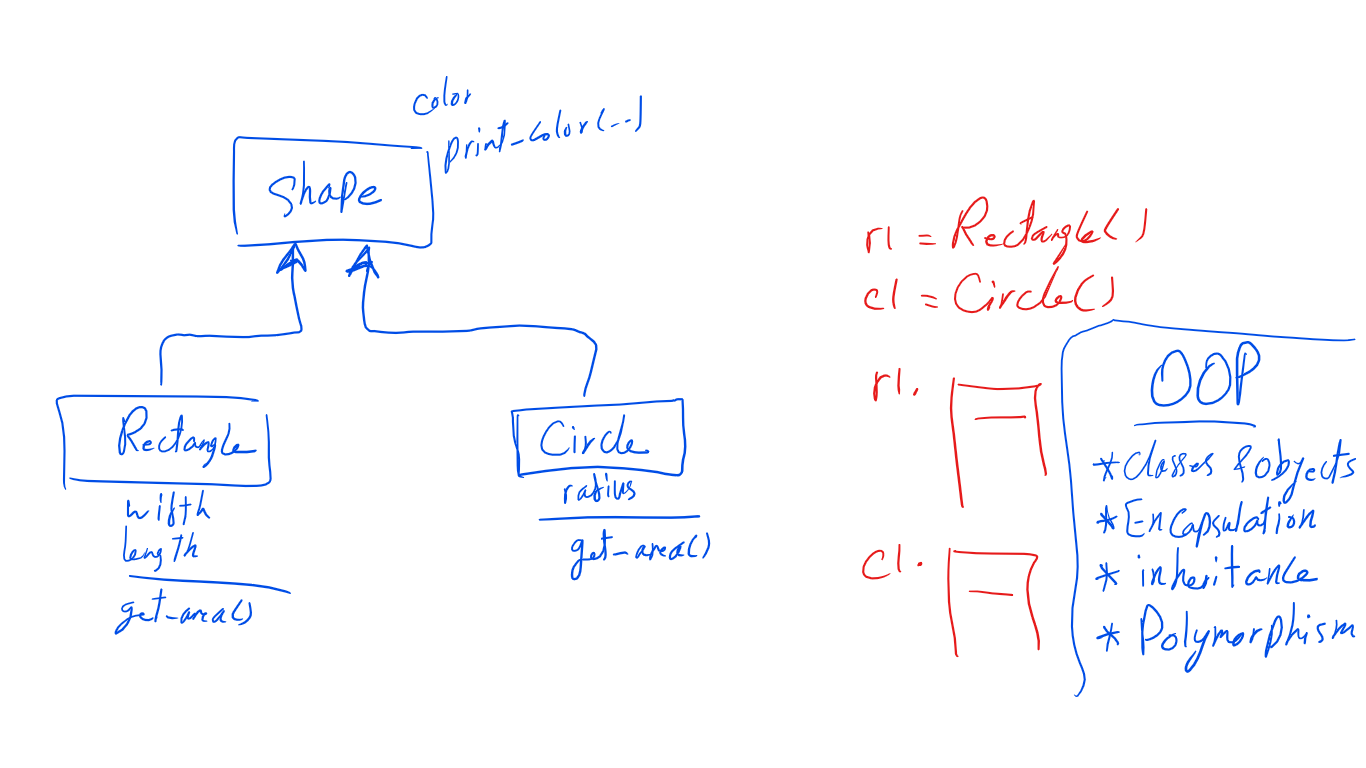 color
print_color(--)
Shape
Rectangle
width
length
get_area()
Circle
radius
get_area()
r1 = Rectangle()
c1 = Circle()
r1.
c1.
OOP
*Classes & objects
*Encapsulation
* inheritance
* Polymorphism